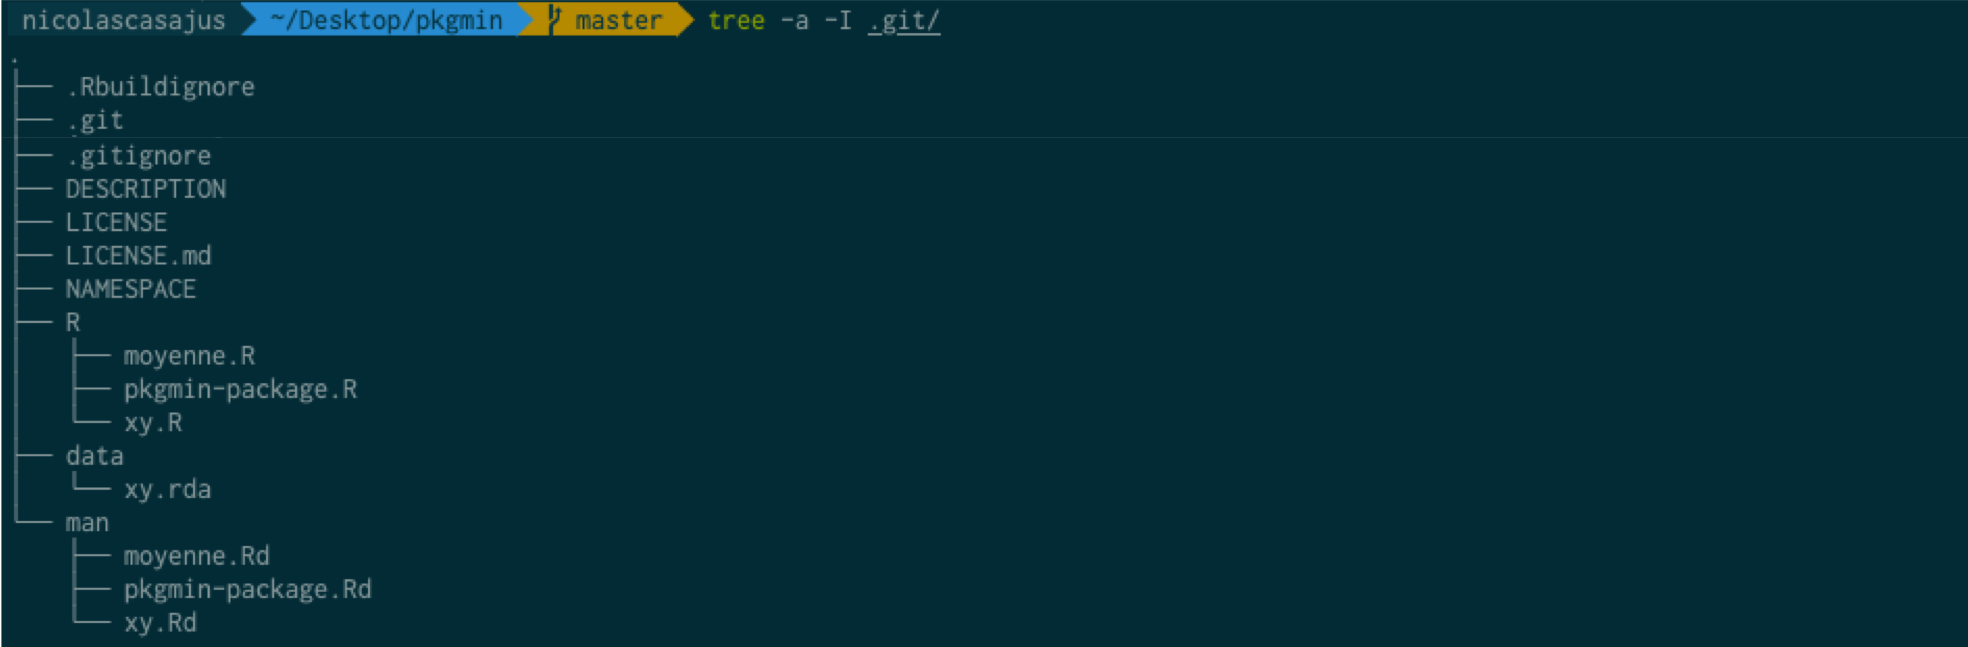 nicolascasajus ~/Desktop/pkgmin master tree -a -I .git/
.
├── .Rbuildignore
├── .git
├── .gitignore
├── DESCRIPTION
├── LICENSE
├── LICENSE.md
├── NAMESPACE
├── R
│   ├── moyenne.R
│   ├── pkgmin-package.R
│   └── xy.R
├── data
│   └── xy.rda
└── man
    ├── moyenne.Rd
    ├── pkgmin-package.Rd
    └── xy.Rd